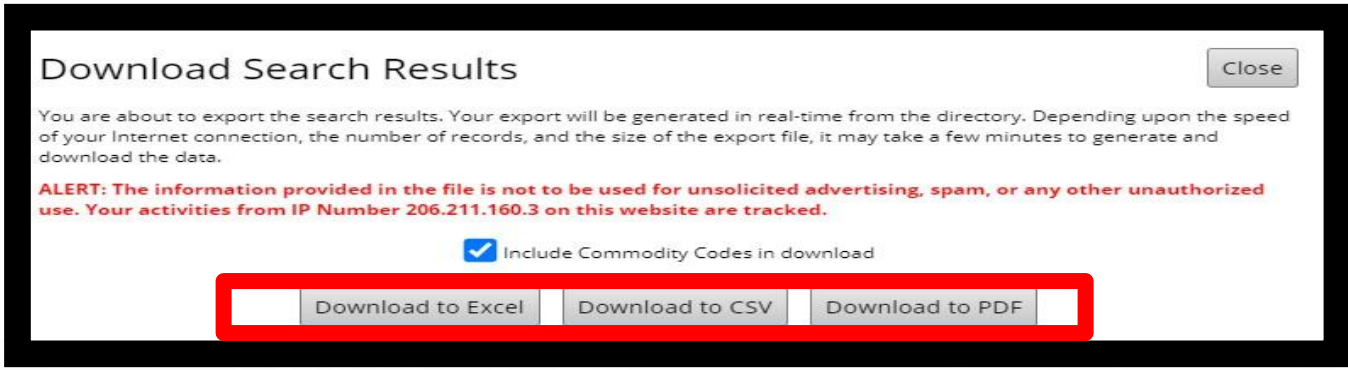 Download Search Results
Close
You are about to export the search results. Your export will be generated in real-time from the directory. Depending upon the speed
of your Internet connection, the number of records, and the size of the export file, it may take a few minutes to generate and
download the data.
ALERT: The information provided in the file is not to be used for unsolicited advertising, spam, or any other unauthorized
use. Your activities from IP Number 206.211.160.3 on this website are tracked.
Include Commodity Codes in download
Download to Excel Download to CSV Download to PDF